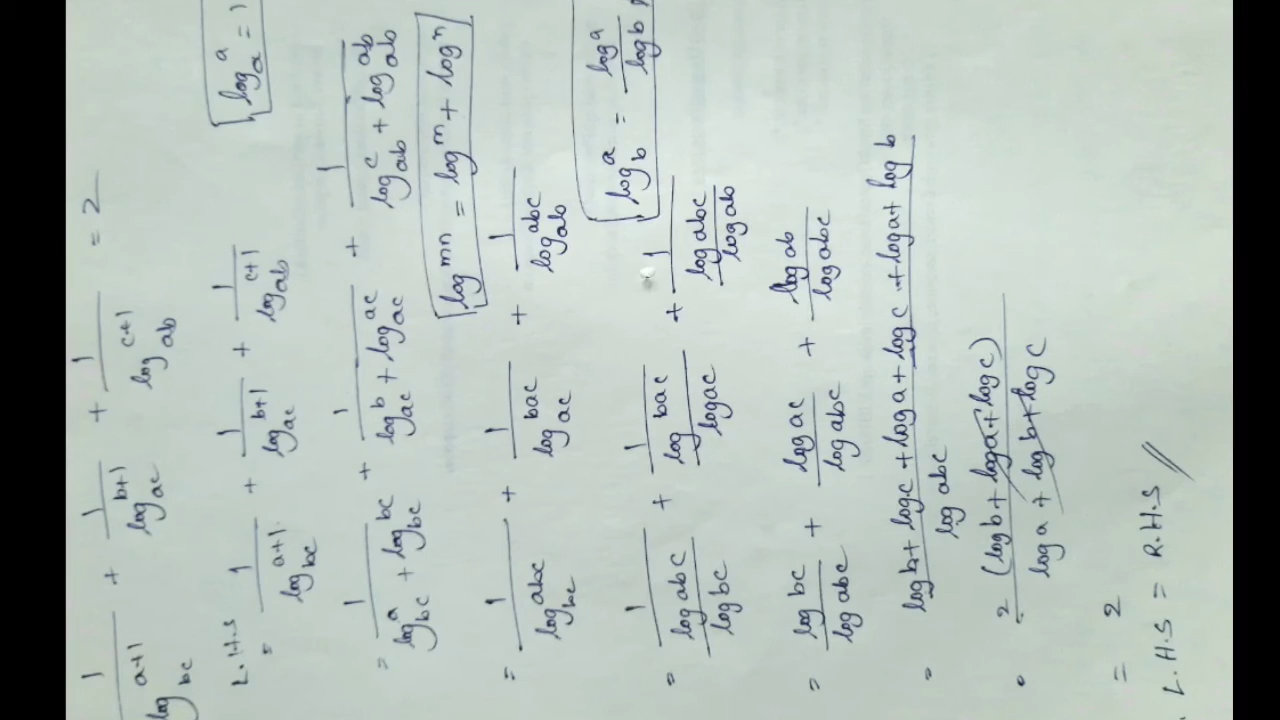 1/log_bc^a+1 + 1/log_ac^b+1 + 1/log_ab^c+1 = 2
L.H.S
= 1/log_bc^a+1 + 1/log_ac^b+1 + 1/log_ab^c+1 [log_a^a = 1
= 1/(log_bc^a + log_bc^bc) + 1/(log_ac^b + log_ac^ac) + 1/(log_ab^c + log_ab^ab)
[log^mn = log^m + log^n]
= 1/log_bc^abc + 1/log_ac^bac + 1/log_ab^abc
[log_b^a = log^a/log b
= 1/(log abc/log bc) + 1/(log bac/log ac) + 1/(log abc/log ab)
= log bc/log abc + log ac/log abc + log ab/log abc
= (log b + log c + log a + log c + log a + log b)/log abc
= 2 (log b + log a + log c)/(log a + log b + log c)
= 2
L.H.S = R.H.S //